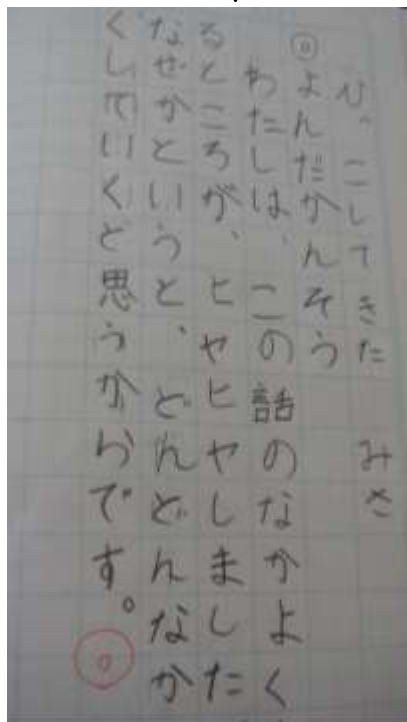 ひっこしてきた みさ
◎よんだかんそう
わたしは、この話のなかよく
るところが、ヒヤヒヤしました
なぜかというと、どんどんなか
くしていくと思うからです。